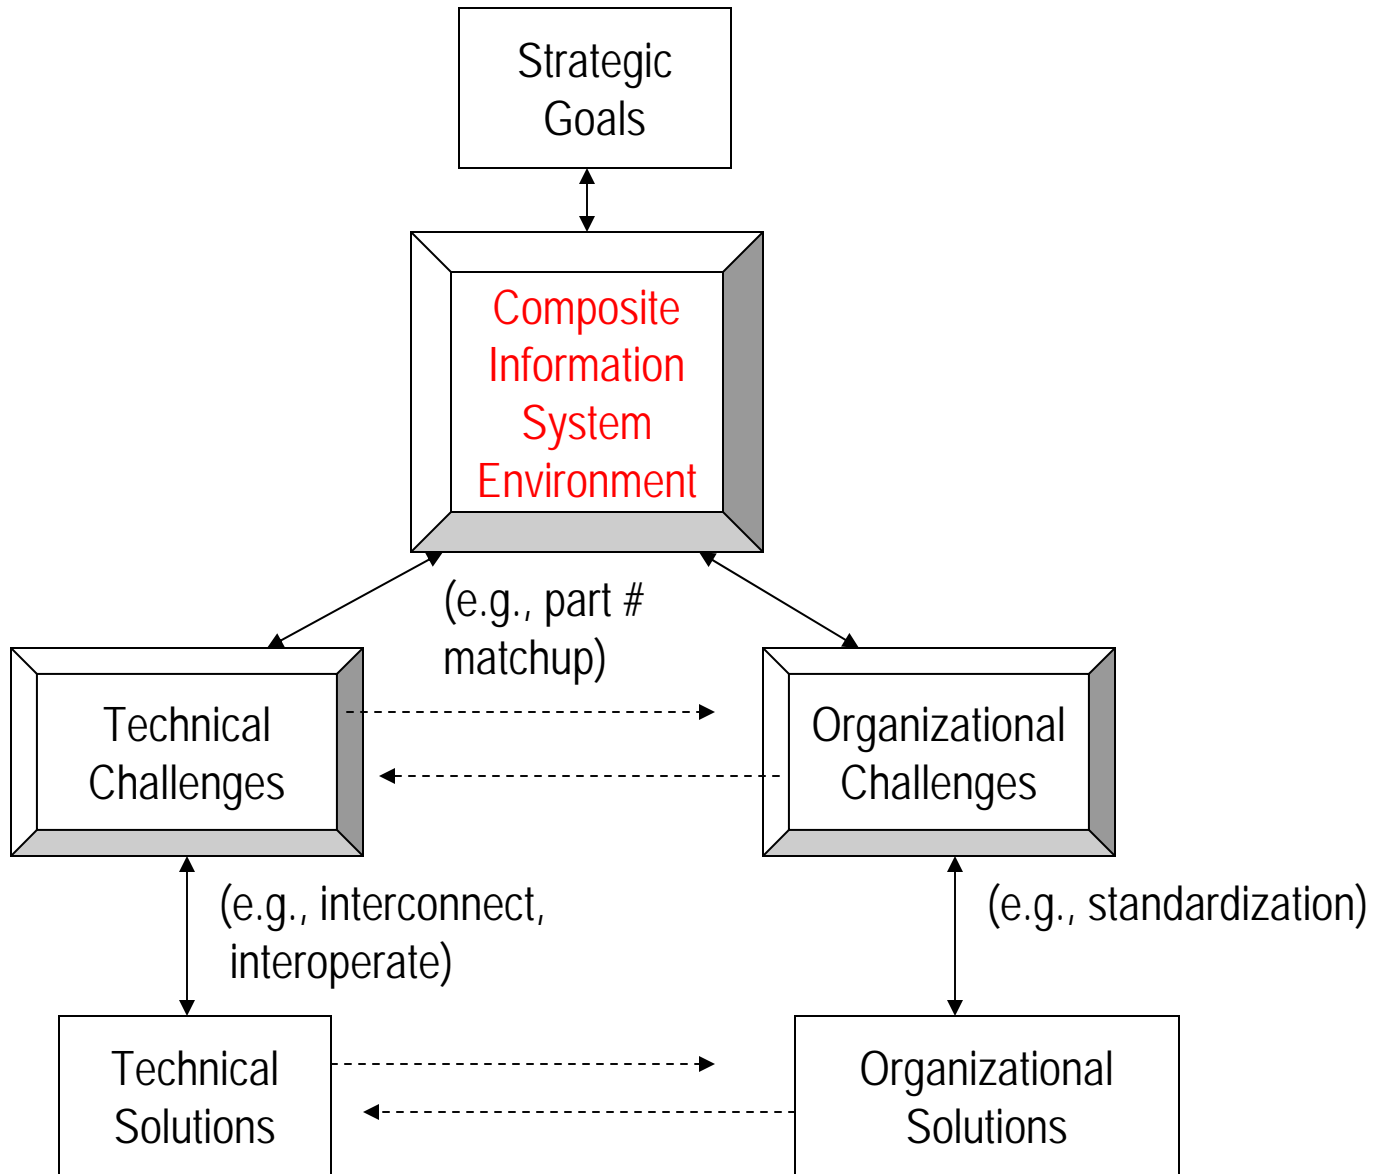 Strategic
Goals
Composite
Information
System
Environment
(e.g., part #
matchup)
Technical
Challenges
Organizational
Challenges
(e.g., interconnect,
interoperate)
(e.g., standardization)
Technical
Solutions
Organizational
Solutions